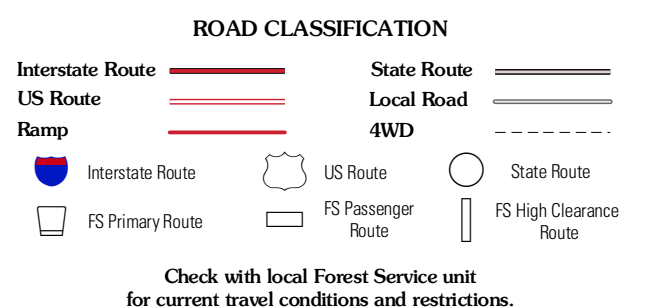 ROAD CLASSIFICATION
Interstate Route
State Route
US Route
Local Road
Ramp
4WD
Interstate Route
US Route
State Route
FS Primary Route
FS Passenger
Route
FS High Clearance
Route
Check with local Forest Service unit
for current travel conditions and restrictions.